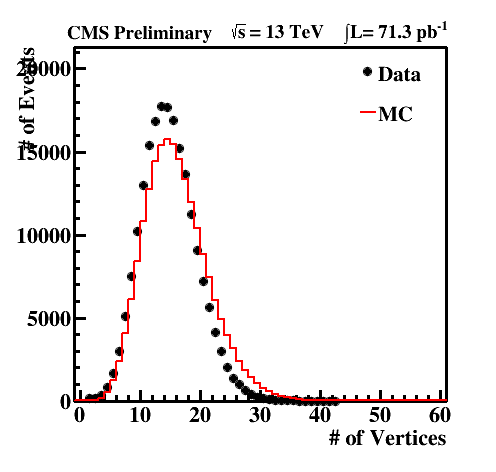 CMS Preliminary √s = 13 TeV ∫L= 71.3 pb⁻¹
# of Events
20000
15000
10000
5000
0
Data
MC
0 10 20 30 40 50 60
# of Vertices